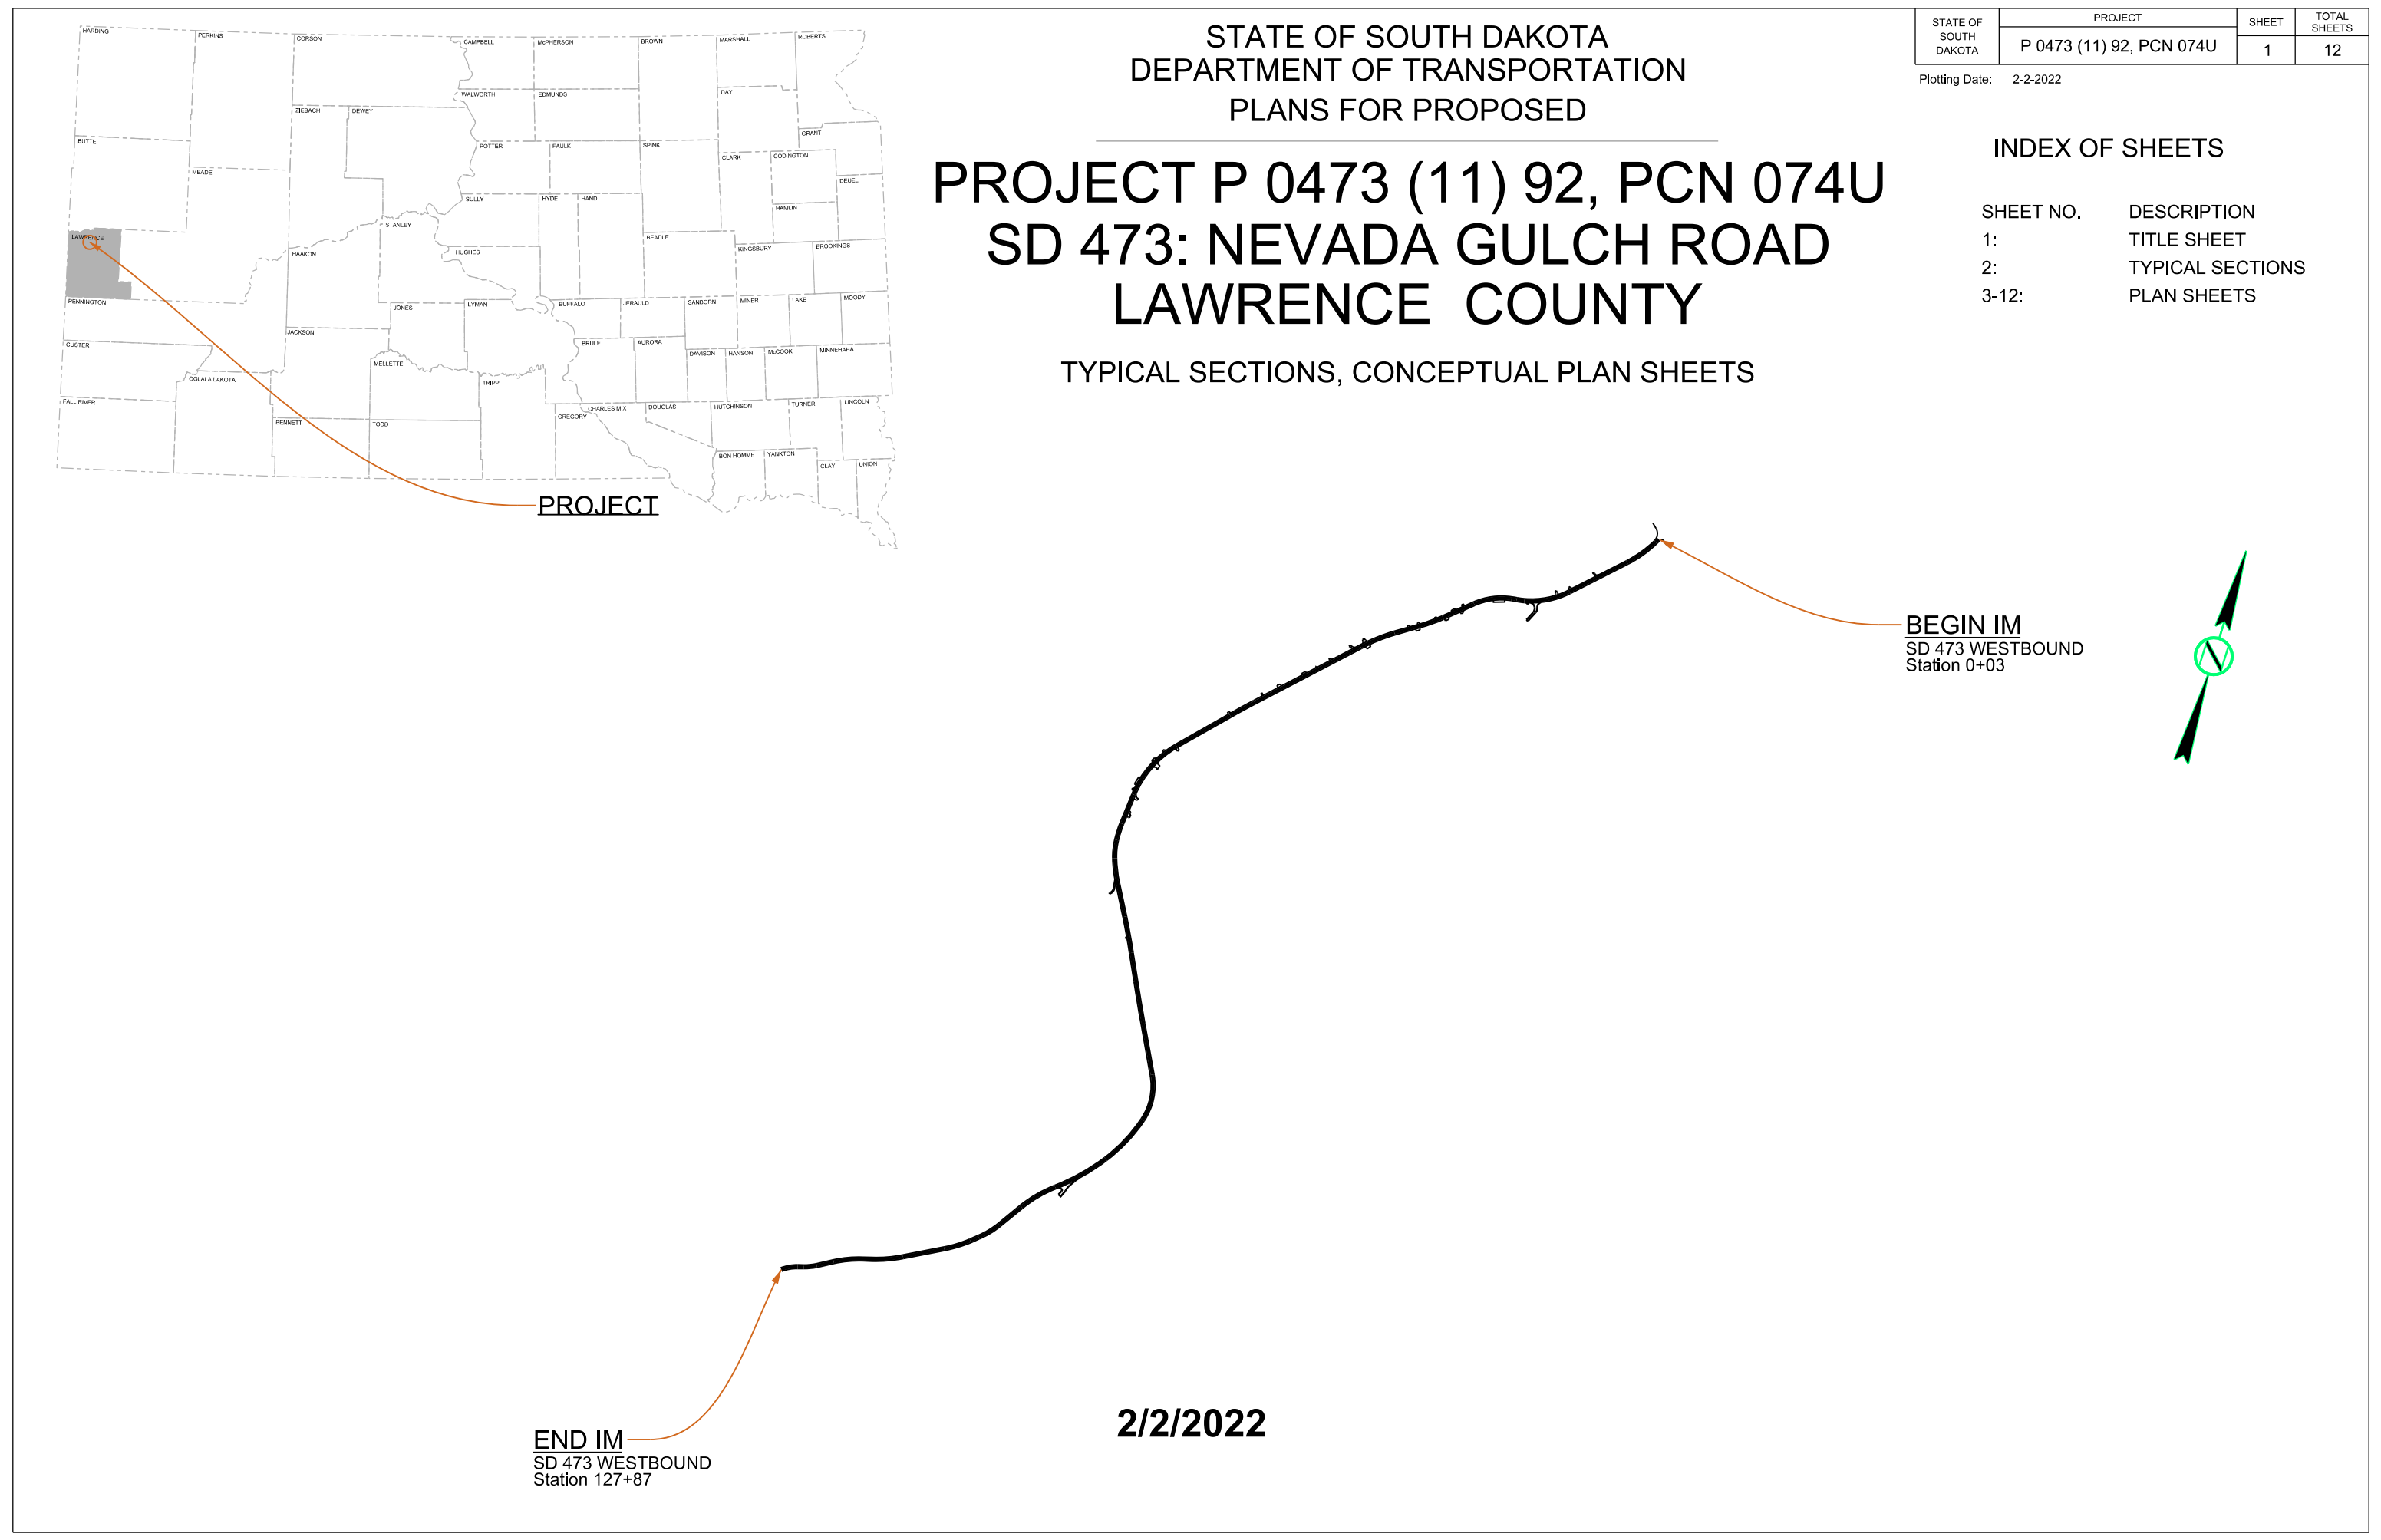 STATE OF SOUTH DAKOTA
DEPARTMENT OF TRANSPORTATION
PLANS FOR PROPOSED
PROJECT P 0473 (11) 92, PCN 074U
SD 473: NEVADA GULCH ROAD
LAWRENCE COUNTY
TYPICAL SECTIONS, CONCEPTUAL PLAN SHEETS
STATE OF
SOUTH
DAKOTA
PROJECT
P 0473 (11) 92, PCN 074U
SHEET
1
TOTAL
SHEETS
12
Plotting Date: 2-2-2022
INDEX OF SHEETS
SHEET NO. DESCRIPTION
1: TITLE SHEET
2: TYPICAL SECTIONS
3-12: PLAN SHEETS
HARDING
PERKINS
CORSON
CAMPBELL
McPHERSON
BROWN
MARSHALL
ROBERTS
WALWORTH
EDMUNDS
DAY
ZIEBACH
DEWEY
GRANT
BUTTE
POTTER
FAULK
SPINK
CLARK
CODINGTON
MEADE
DEUEL
SULLY
HYDE
HAND
HAMLIN
STANLEY
LAWRENCE
BEADLE
KINGSBURY
BROOKINGS
HAAKON
HUGHES
PENNINGTON
JONES
LYMAN
BUFFALO
JERAULD
SANBORN
MINER
LAKE
MOODY
JACKSON
CUSTER
BRULE
AURORA
DAVISON
HANSON
McCOOK
MINNEHAHA
MELLETTE
OGLALA LAKOTA
TRIPP
FALL RIVER
CHARLES MIX
DOUGLAS
HUTCHINSON
TURNER
LINCOLN
GREGORY
BENNETT
TODD
BON HOMME
YANKTON
CLAY
UNION
PROJECT
BEGIN IM
SD 473 WESTBOUND
Station 0+03
N
END IM
SD 473 WESTBOUND
Station 127+87
2/2/2022